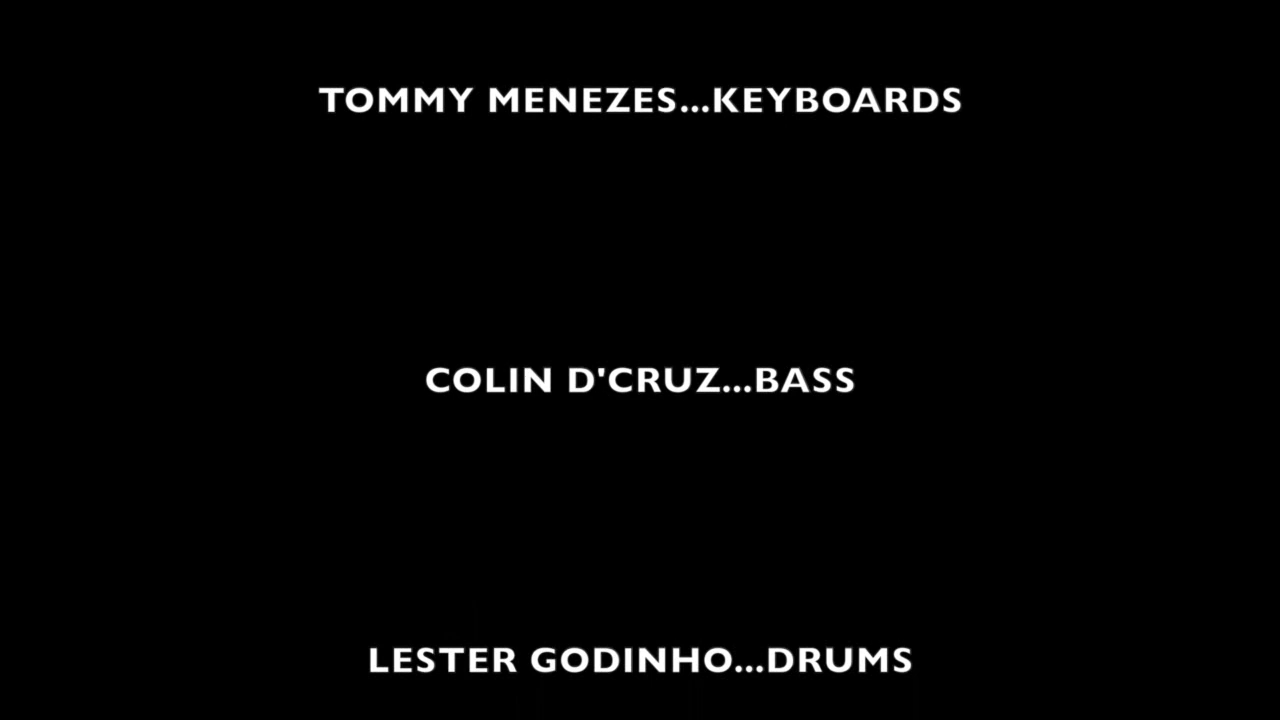 TOMMY MENEZES...KEYBOARDS
COLIN D'CRUZ...BASS
LESTER GODINHO...DRUMS